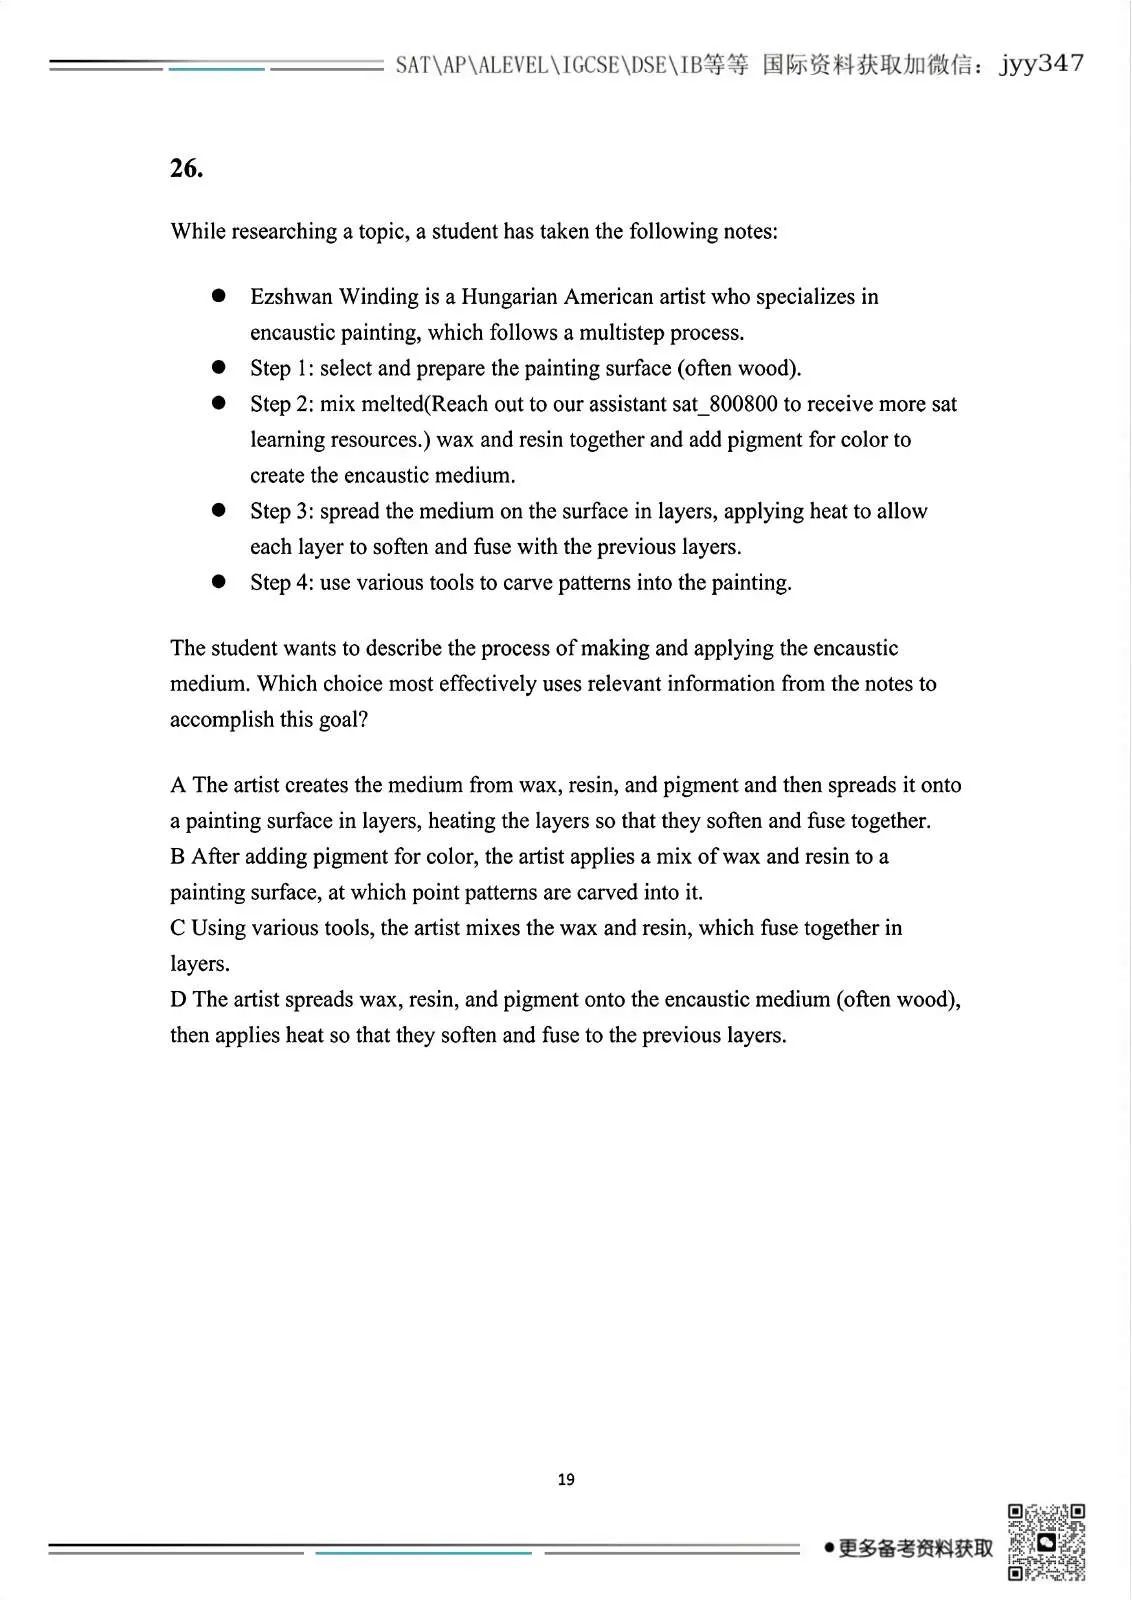 SAT\AP\ALEVEL\IGCSE\DSE\IB等等 国际资料获取加微信：jyy347
26.
While researching a topic, a student has taken the following notes:
● Ezshwan Winding is a Hungarian American artist who specializes in
encaustic painting, which follows a multistep process.
● Step 1: select and prepare the painting surface (often wood).
● Step 2: mix melted(Reach out to our assistant sat_800800 to receive more sat
learning resources.) wax and resin together and add pigment for color to
create the encaustic medium.
● Step 3: spread the medium on the surface in layers, applying heat to allow
each layer to soften and fuse with the previous layers.
● Step 4: use various tools to carve patterns into the painting.
The student wants to describe the process of making and applying the encaustic
medium. Which choice most effectively uses relevant information from the notes to
accomplish this goal?
A The artist creates the medium from wax, resin, and pigment and then spreads it onto
a painting surface in layers, heating the layers so that they soften and fuse together.
B After adding pigment for color, the artist applies a mix of wax and resin to a
painting surface, at which point patterns are carved into it.
C Using various tools, the artist mixes the wax and resin, which fuse together in
layers.
D The artist spreads wax, resin, and pigment onto the encaustic medium (often wood),
then applies heat so that they soften and fuse to the previous layers.
19
●更多备考资料获取